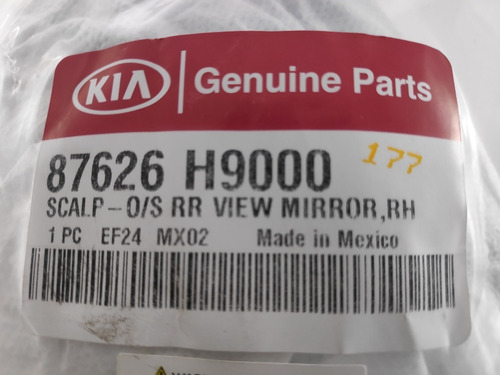 KIA Genuine Parts
87626 H9000 177
SCALP-O/S RR VIEW MIRROR,RH
1 PC EF24 MX02 Made in Mexico